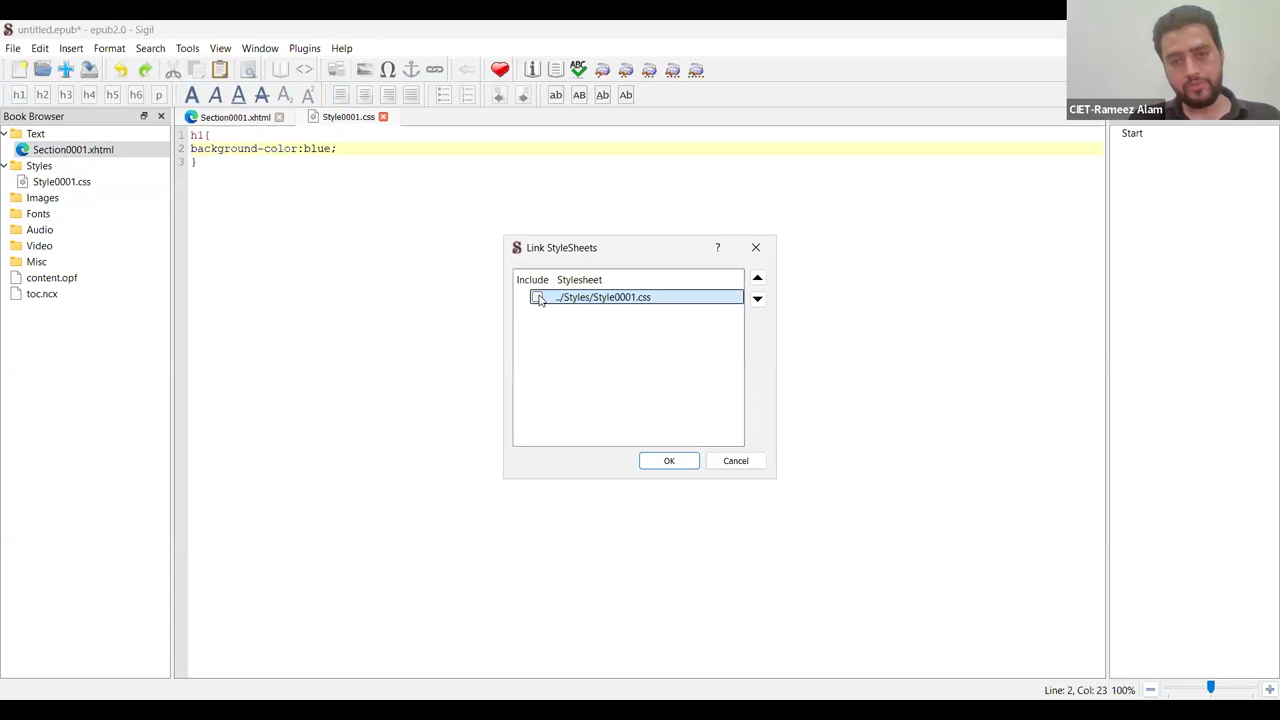 untitled.epub* - epub2.0 - Sigil
File Edit Insert Format Search Tools View Window Plugins Help
ABC
h1 h2 h3 h4 h5 h6 p A A A A A₂ A² ab AB Ab Ab
CIET-Rameez Alam
Book Browser
Section0001.xhtml Style0001.css
Text
Section0001.xhtml
Styles
Style0001.css
Images
Fonts
Audio
Video
Misc
content.opf
toc.ncx
1 h1{
2 background-color:blue;
3 }
Start
Link StyleSheets ?
Include Stylesheet
../Styles/Style0001.css
OK Cancel
Line: 2, Col: 23 100%